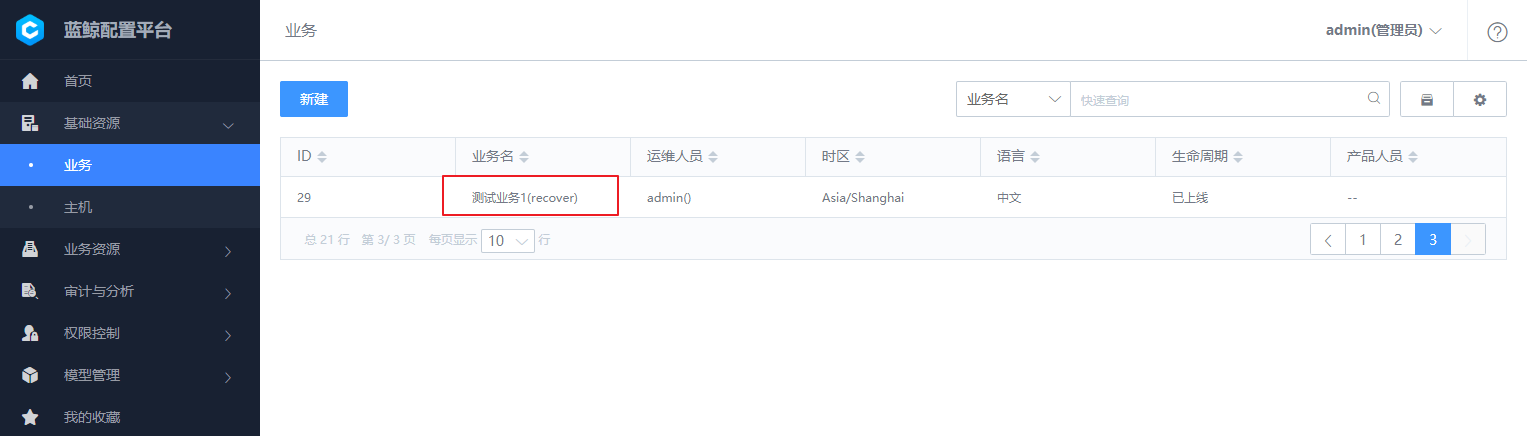 蓝鲸配置平台
首页
基础资源
业务
主机
业务资源
审计与分析
权限控制
模型管理
我的收藏
业务 admin(管理员)
新建 业务名 快速查询
ID 业务名 运维人员 时区 语言 生命周期 产品人员
29 测试业务1(recover) admin() Asia/Shanghai 中文 已上线 --
总 21 行 第 3/ 3 页 每页显示 10 行 1 2 3